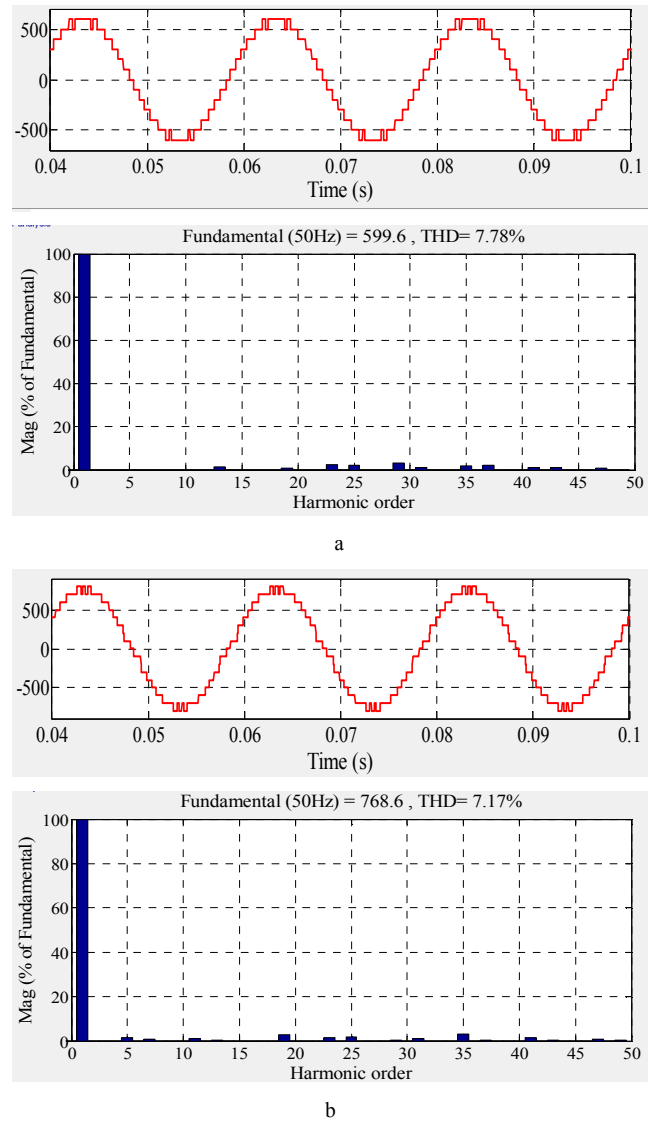 500
0
-500
0.04 0.05 0.06 0.07 0.08 0.09 0.1
Time (s)
Fundamental (50Hz) = 599.6 , THD= 7.78%
Mag (% of Fundamental)
100
80
60
40
20
0
0 5 10 15 20 25 30 35 40 45 50
Harmonic order
a
500
0
-500
0.04 0.05 0.06 0.07 0.08 0.09 0.1
Time (s)
Fundamental (50Hz) = 768.6 , THD= 7.17%
Mag (% of Fundamental)
100
80
60
40
20
0
0 5 10 15 20 25 30 35 40 45 50
Harmonic order
b